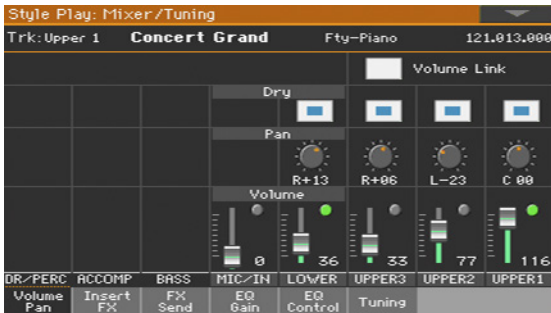 Style Play: Mixer/Tuning
Trk:Upper 1 Concert Grand Fty-Piano 121.013.000
Volume Link
Dry
Pan
R+13 R+06 L-23 C 00
Volume
0 36 33 77 116
DR/PERC ACCOMP BASS MIC/IN LOWER UPPER3 UPPER2 UPPER1
Volume Pan Insert FX FX Send EQ Gain EQ Control Tuning